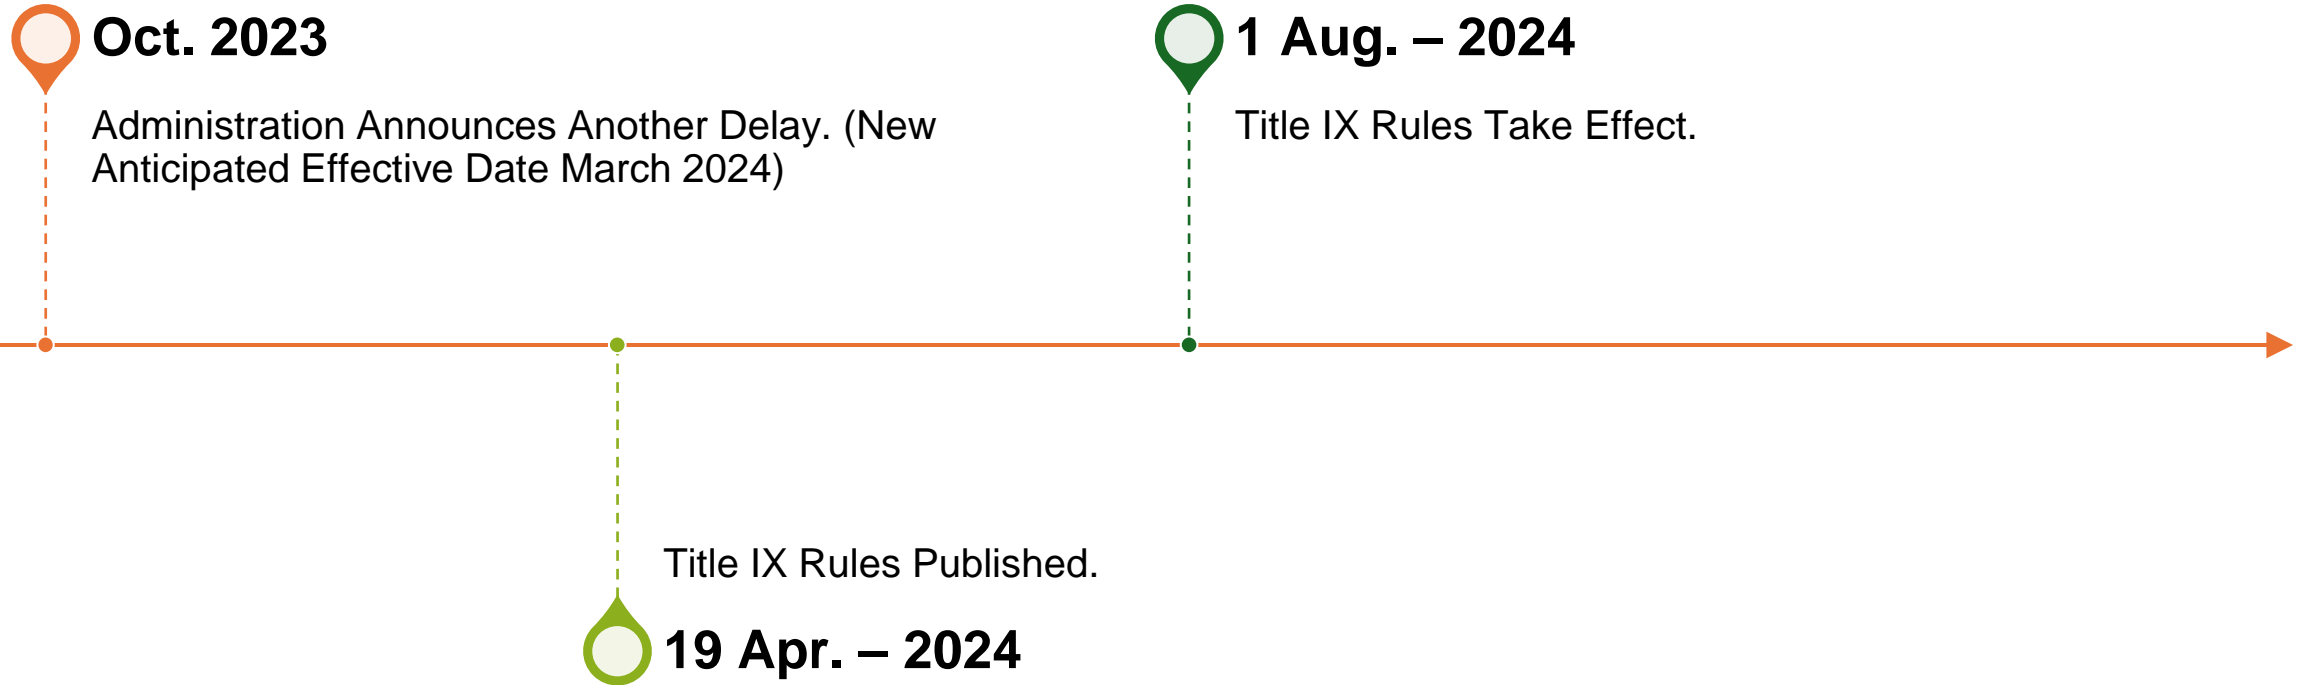 Oct. 2023
Administration Announces Another Delay. (New
Anticipated Effective Date March 2024)
1 Aug. – 2024
Title IX Rules Take Effect.
Title IX Rules Published.
19 Apr. – 2024